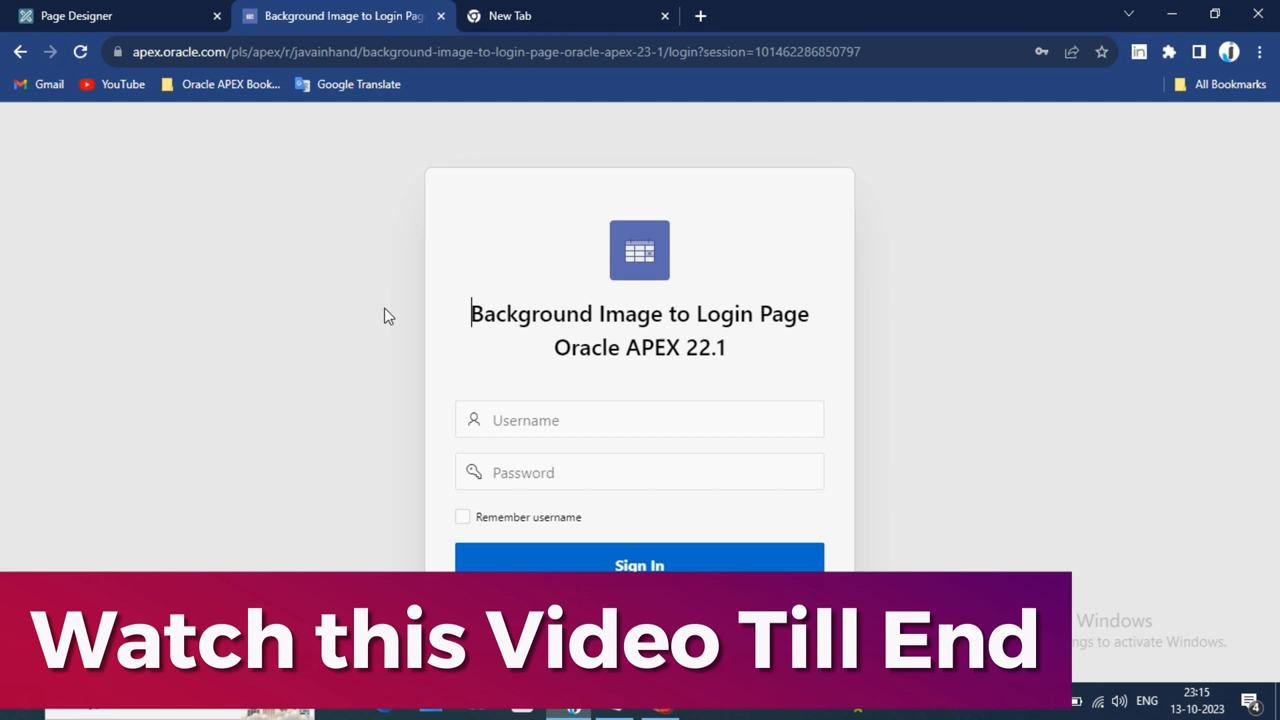 Page Designer
Background Image to Login Pag
New Tab
apex.oracle.com/pls/apex/r/javainhand/background-image-to-login-page-oracle-apex-23-1/login?session=101462286850797
Gmail
YouTube
Oracle APEX Book...
Google Translate
All Bookmarks
Background Image to Login Page
Oracle APEX 22.1
Username
Password
Remember username
Sign In
Watch this Video Till End
Windows
ngs to activate Windows.
ENG
23:15
13-10-2023
4